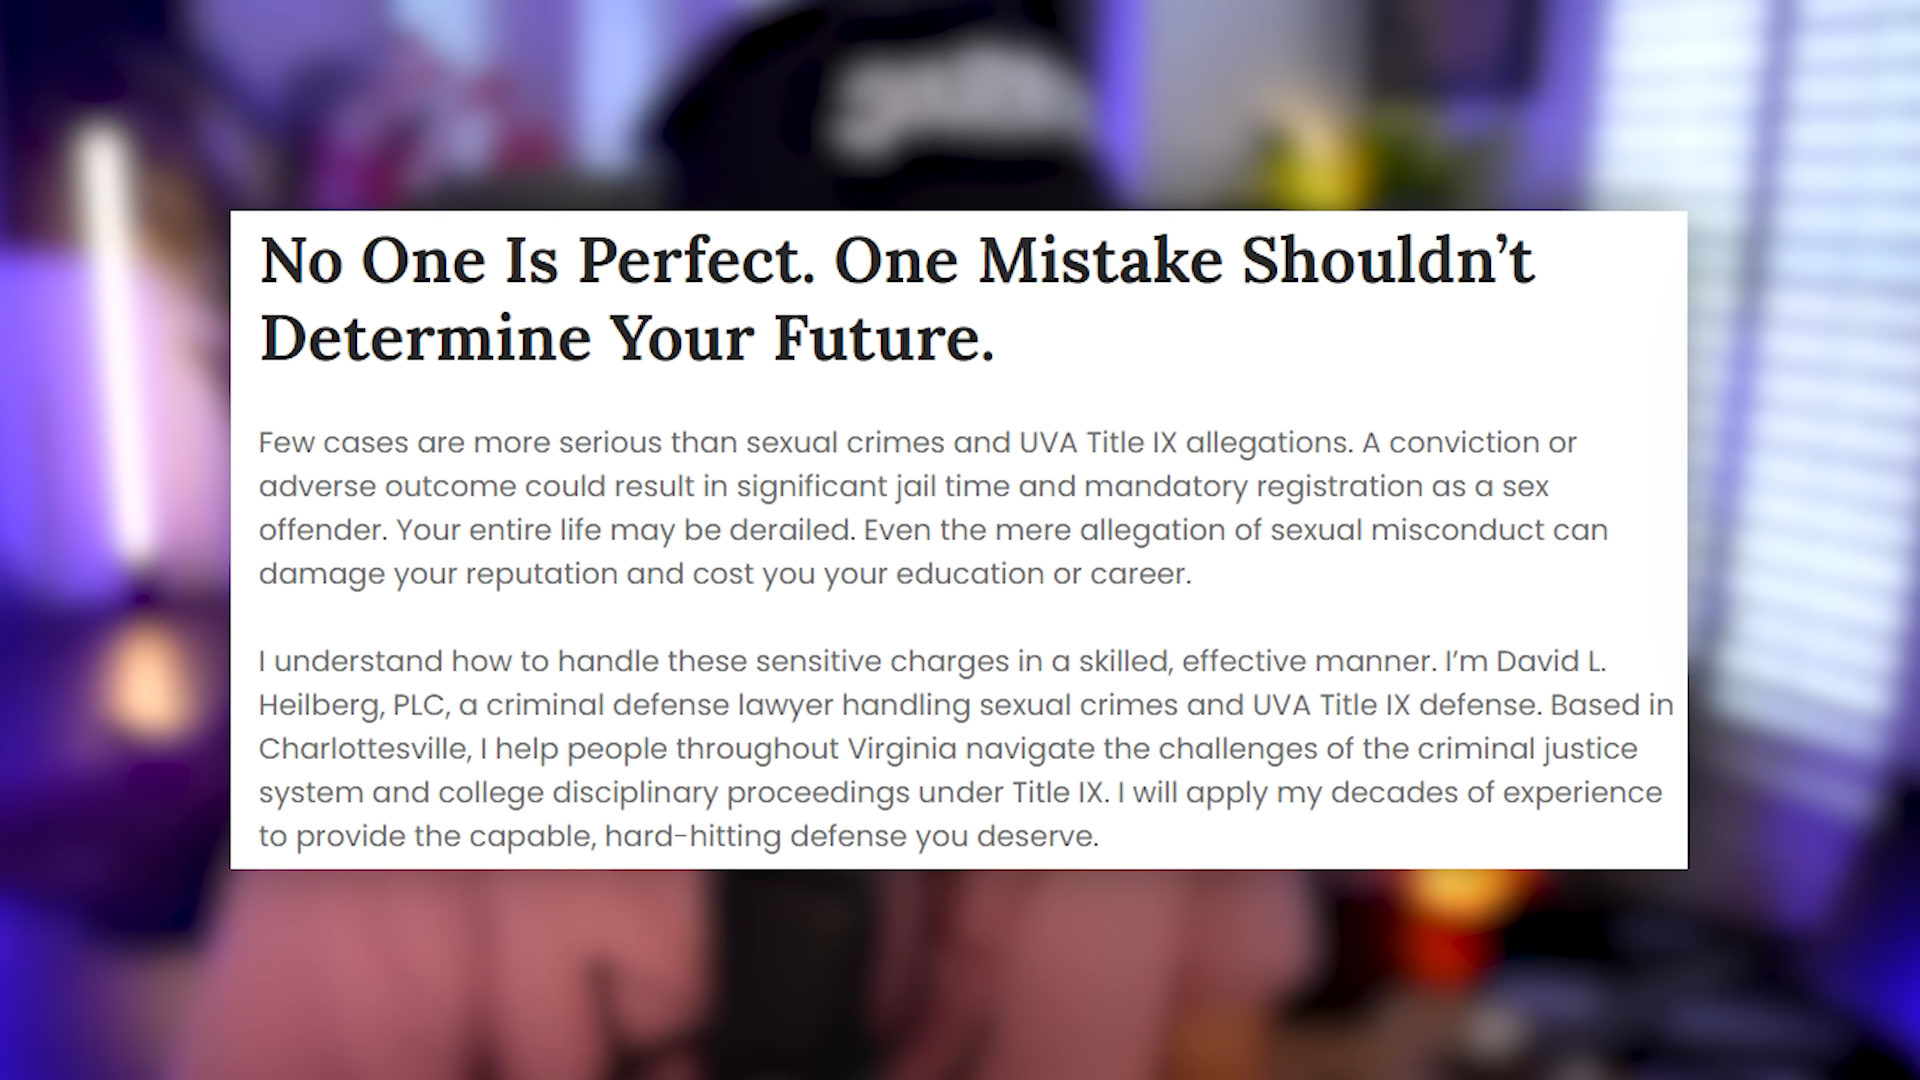 No One Is Perfect. One Mistake Shouldn’t
Determine Your Future.
Few cases are more serious than sexual crimes and UVA Title IX allegations. A conviction or
adverse outcome could result in significant jail time and mandatory registration as a sex
offender. Your entire life may be derailed. Even the mere allegation of sexual misconduct can
damage your reputation and cost you your education or career.
I understand how to handle these sensitive charges in a skilled, effective manner. I’m David L.
Heilberg, PLC, a criminal defense lawyer handling sexual crimes and UVA Title IX defense. Based in
Charlottesville, I help people throughout Virginia navigate the challenges of the criminal justice
system and college disciplinary proceedings under Title IX. I will apply my decades of experience
to provide the capable, hard-hitting defense you deserve.